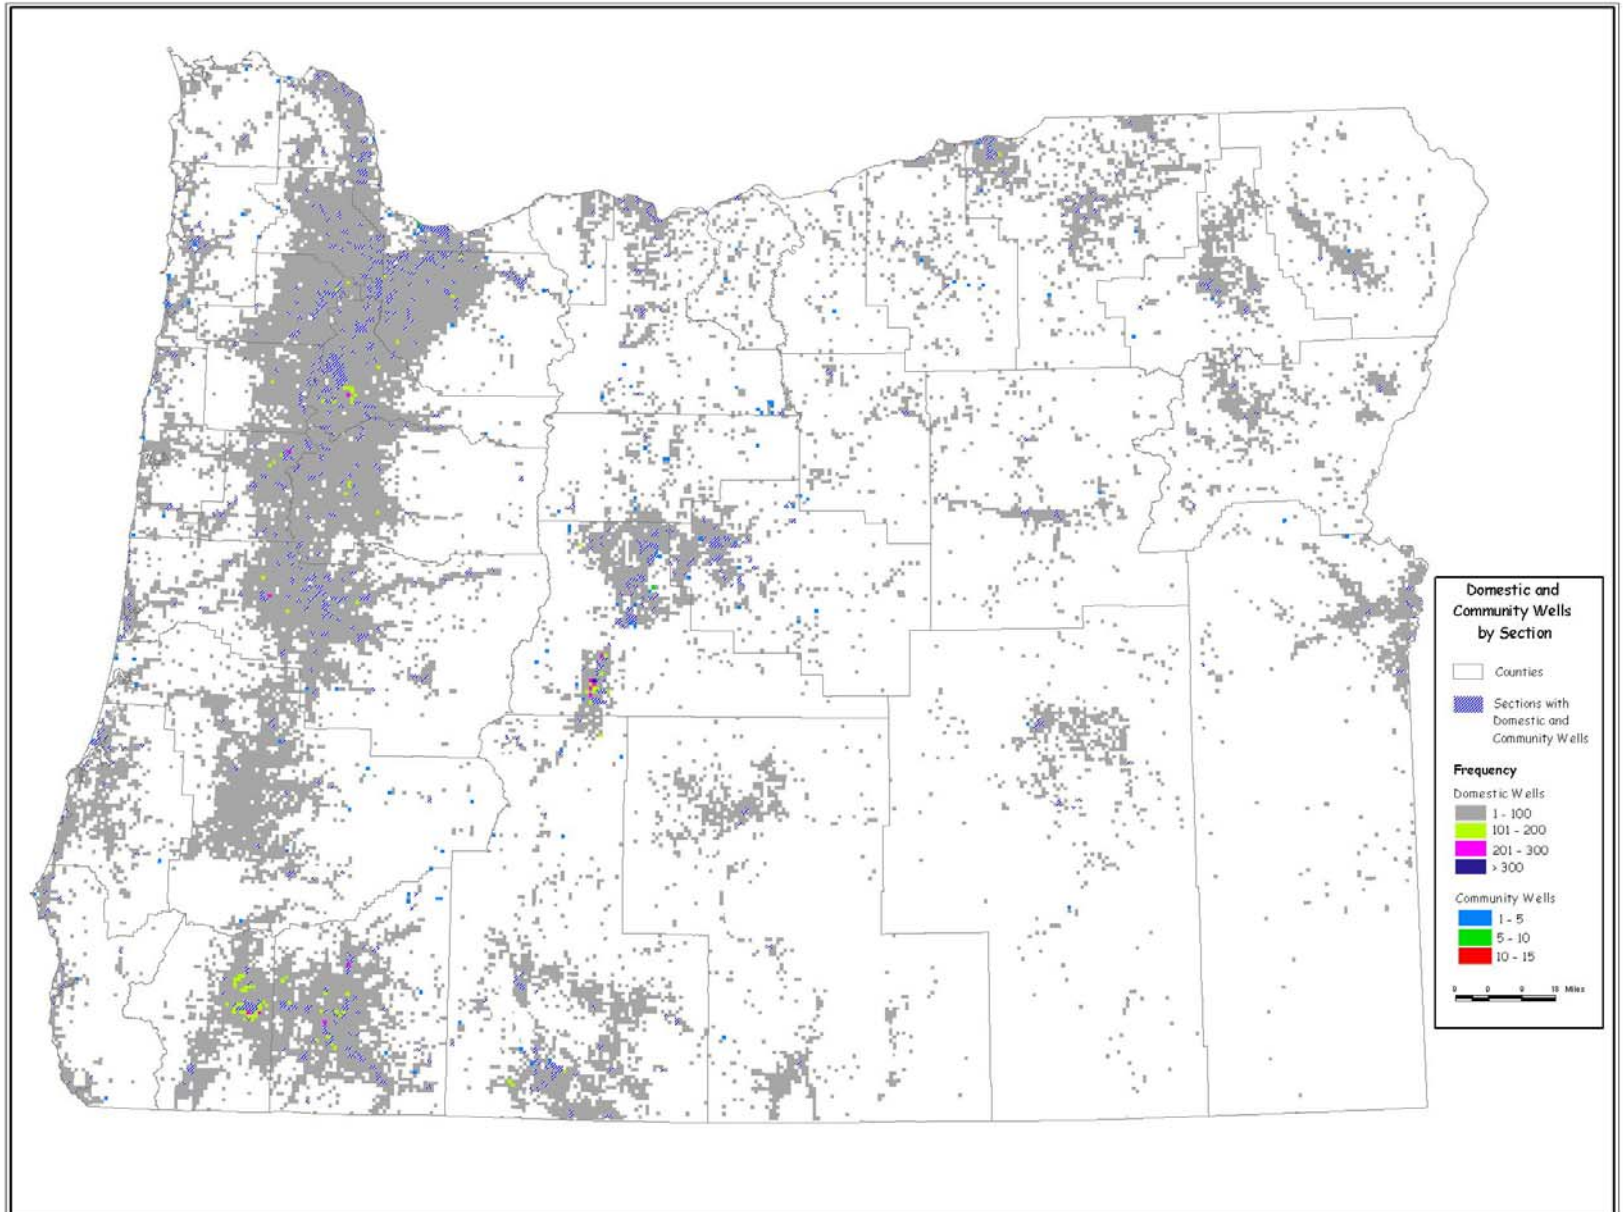 Domestic and
Community Wells
by Section
Counties
Sections with
Domestic and
Community Wells
Frequency
Domestic Wells
1 - 100
101 - 200
201 - 300
> 300
Community Wells
1 - 5
5 - 10
10 - 15
Miles